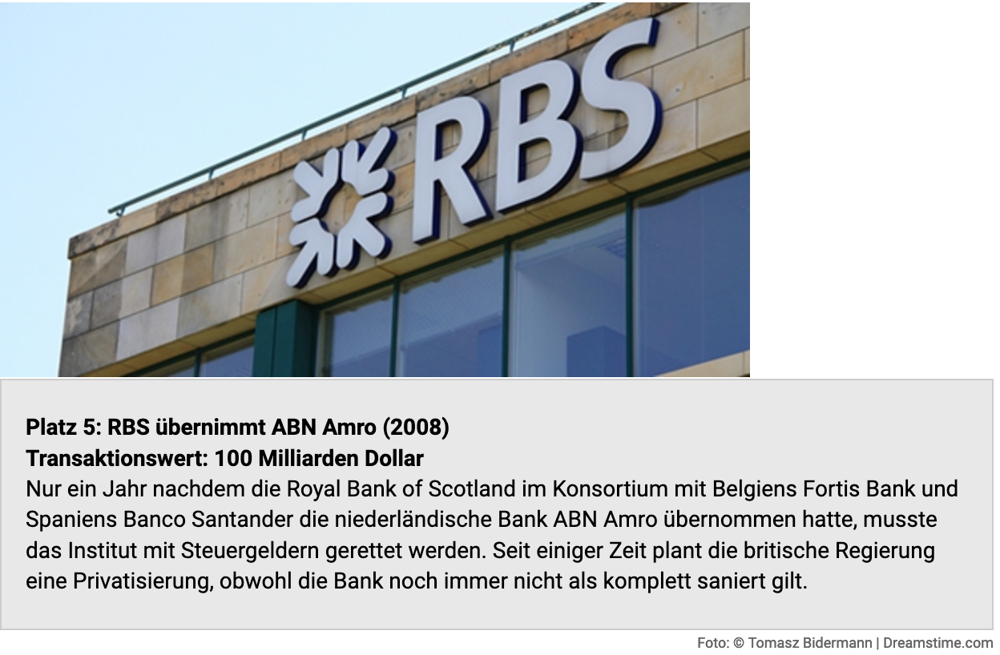 RBS
Platz 5: RBS übernimmt ABN Amro (2008)
Transaktionswert: 100 Milliarden Dollar
Nur ein Jahr nachdem die Royal Bank of Scotland im Konsortium mit Belgiens Fortis Bank und
Spaniens Banco Santander die niederländische Bank ABN Amro übernommen hatte, musste
das Institut mit Steuergeldern gerettet werden. Seit einiger Zeit plant die britische Regierung
eine Privatisierung, obwohl die Bank noch immer nicht als komplett saniert gilt.
Foto: © Tomasz Bidermann | Dreamstime.com